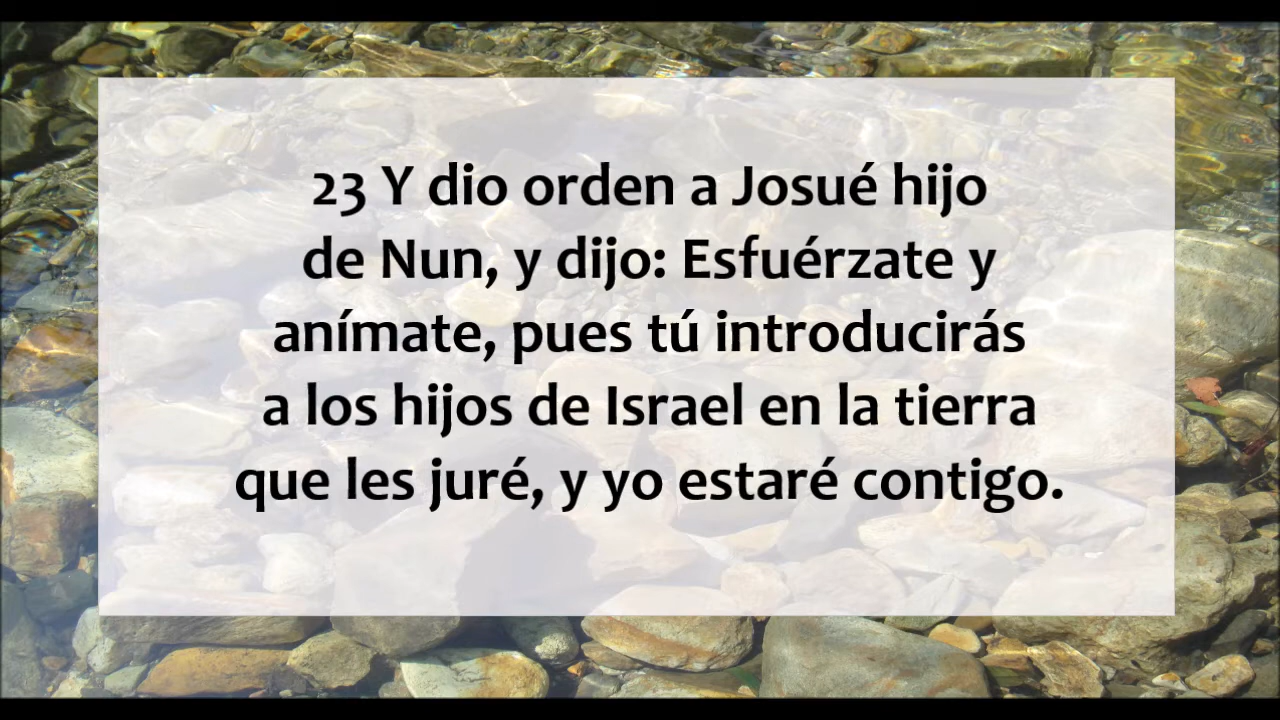 23 Y dio orden a Josué hijo
de Nun, y dijo: Esfuérzate y
anímate, pues tú introducirás
a los hijos de Israel en la tierra
que les juré, y yo estaré contigo.